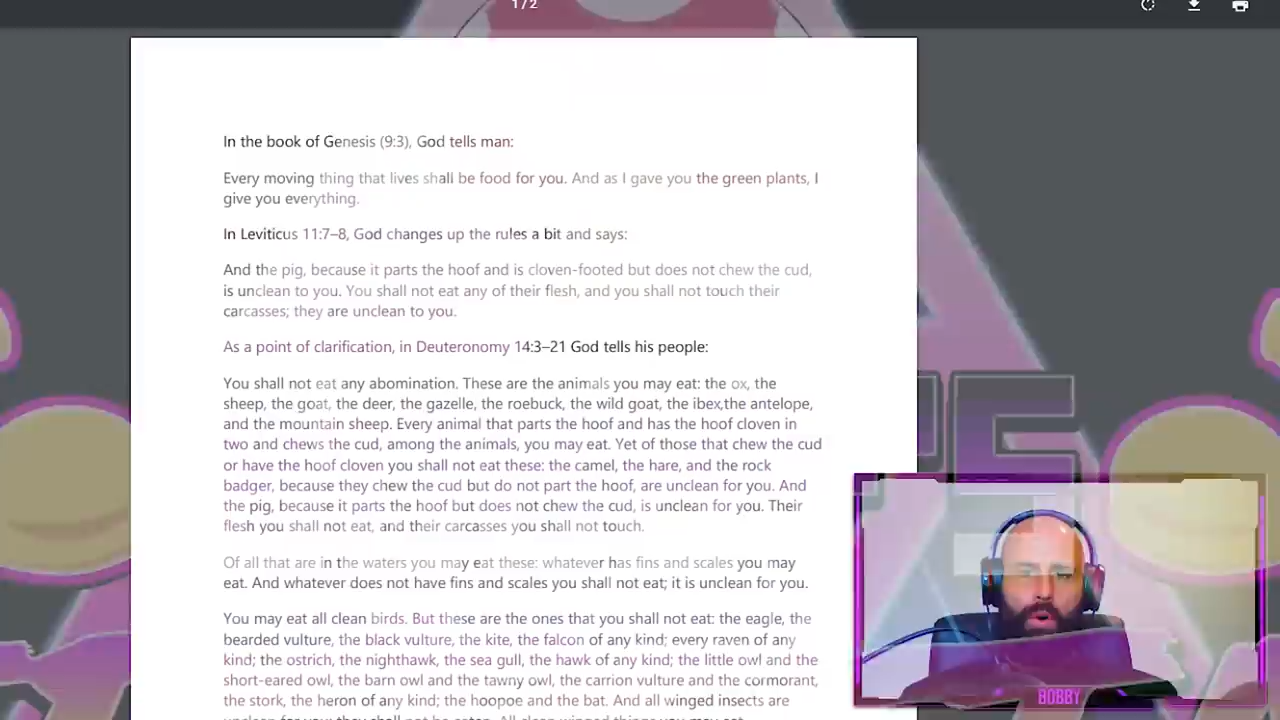 1 / 2
In the book of Genesis (9:3), God tells man:
Every moving thing that lives shall be food for you. And as I gave you the green plants, I
give you everything.
In Leviticus 11:7–8, God changes up the rules a bit and says:
And the pig, because it parts the hoof and is cloven-footed but does not chew the cud,
is unclean to you. You shall not eat any of their flesh, and you shall not touch their
carcasses; they are unclean to you.
As a point of clarification, in Deuteronomy 14:3–21 God tells his people:
You shall not eat any abomination. These are the animals you may eat: the ox, the
sheep, the goat, the deer, the gazelle, the roebuck, the wild goat, the ibex,the antelope,
and the mountain sheep. Every animal that parts the hoof and has the hoof cloven in
two and chews the cud, among the animals, you may eat. Yet of those that chew the cud
or have the hoof cloven you shall not eat these: the camel, the hare, and the rock
badger, because they chew the cud but do not part the hoof, are unclean for you. And
the pig, because it parts the hoof but does not chew the cud, is unclean for you. Their
flesh you shall not eat, and their carcasses you shall not touch.
Of all that are in the waters you may eat these: whatever has fins and scales you may
eat. And whatever does not have fins and scales you shall not eat; it is unclean for you.
You may eat all clean birds. But these are the ones that you shall not eat: the eagle, the
bearded vulture, the black vulture, the kite, the falcon of any kind; every raven of any
kind; the ostrich, the nighthawk, the sea gull, the hawk of any kind; the little owl and the
short-eared owl, the barn owl and the tawny owl, the carrion vulture and the cormorant,
the stork, the heron of any kind; the hoopoe and the bat. And all winged insects are
unclean for you; they shall not be eaten. All clean winged things you may eat.
BOBBY